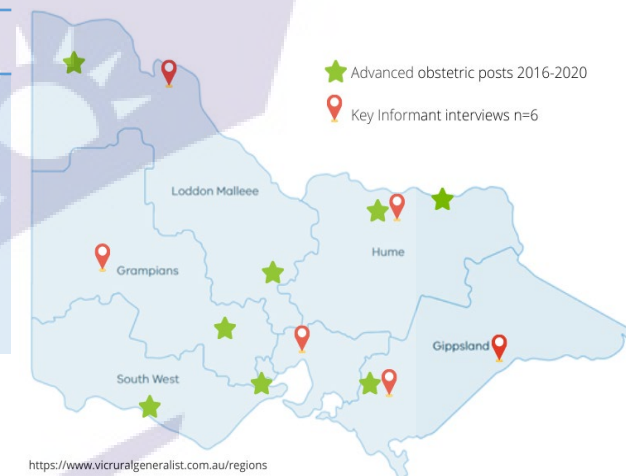 Advanced obstetric posts 2016-2020
Key Informant interviews n=6
Loddon Malleee
Hume
Grampians
Gippsland
South West
https://www.vicruralgeneralist.com.au/regions